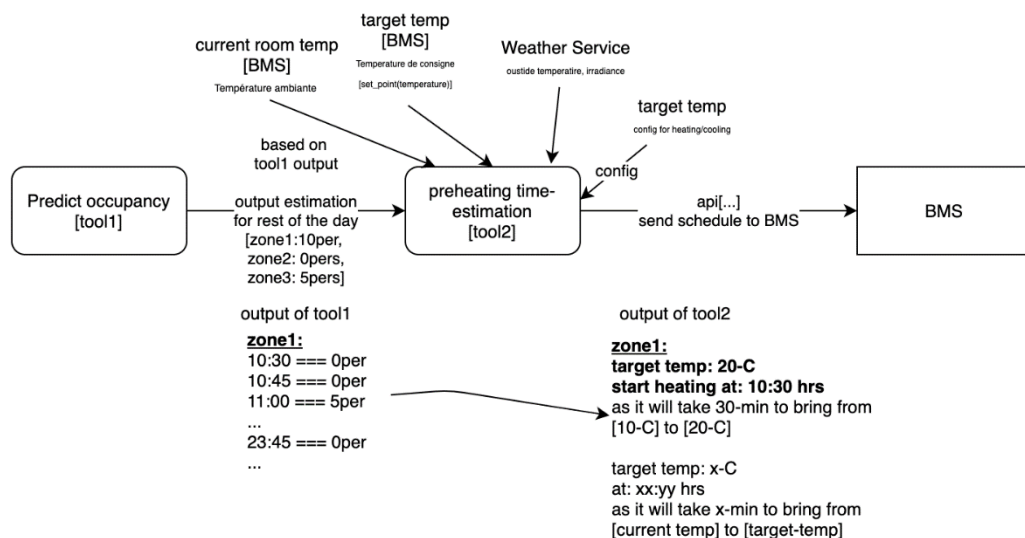 current room temp
[BMS]
Température ambiante
target temp
[BMS]
Temperature de consigne
[set_point(temperature)]
Weather Service
oustide temperatire, irradiance
target temp
config for heating/cooling
based on
tool1 output
config
Predict occupancy
[tool1]
output estimation
for rest of the day
[zone1:10per,
zone2: 0pers,
zone3: 5pers]
preheating time-
estimation
[tool2]
api[...]
send schedule to BMS
BMS
output of tool1
zone1:
10:30 === 0per
10:45 === 0per
11:00 === 5per
...
23:45 === 0per
...
output of tool2
zone1:
target temp: 20-C
start heating at: 10:30 hrs
as it will take 30-min to bring from
[10-C] to [20-C]
target temp: x-C
at: xx:yy hrs
as it will take x-min to bring from
[current temp] to [target-temp]